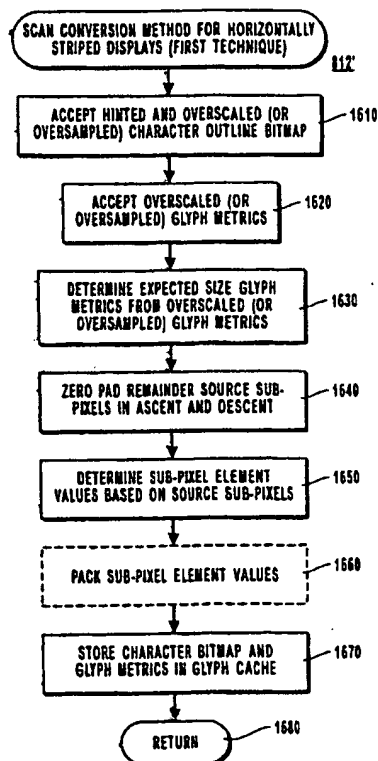 SCAN CONVERSION METHOD FOR HORIZONTALLY
STRIPED DISPLAYS (FIRST TECHNIQUE)
812'
ACCEPT HINTED AND OVERSCALED (OR
OVERSAMPLED) CHARACTER OUTLINE BITMAP
1610
ACCEPT OVERSCALED (OR
OVERSAMPLED) GLYPH METRICS
1620
DETERMINE EXPECTED SIZE GLYPH
METRICS FROM OVERSCALED (OR
OVERSAMPLED) GLYPH METRICS
1630
ZERO PAD REMAINDER SOURCE SUB-
PIXELS IN ASCENT AND DESCENT
1640
DETERMINE SUB-PIXEL ELEMENT
VALUES BASED ON SOURCE SUB-PIXELS
1650
PACK SUB-PIXEL ELEMENT VALUES
1660
STORE CHARACTER BITMAP AND
GLYPH METRICS IN GLYPH CACHE
1670
RETURN
1680